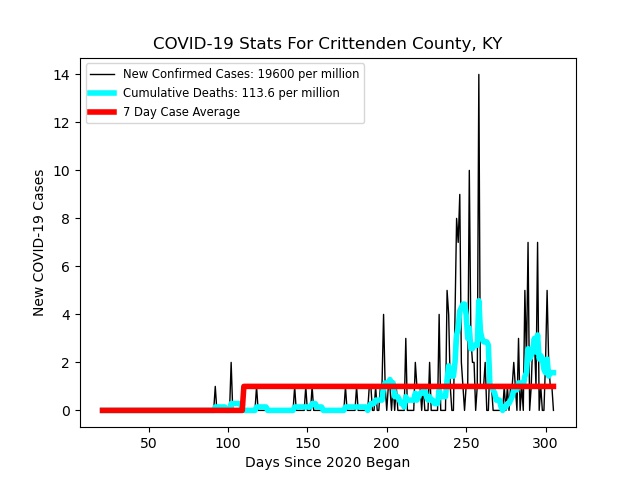 COVID-19 Stats For Crittenden County, KY
New Confirmed Cases: 19600 per million
Cumulative Deaths: 113.6 per million
7 Day Case Average
New COVID-19 Cases
14
12
10
8
6
4
2
0
50 100 150 200 250 300
Days Since 2020 Began